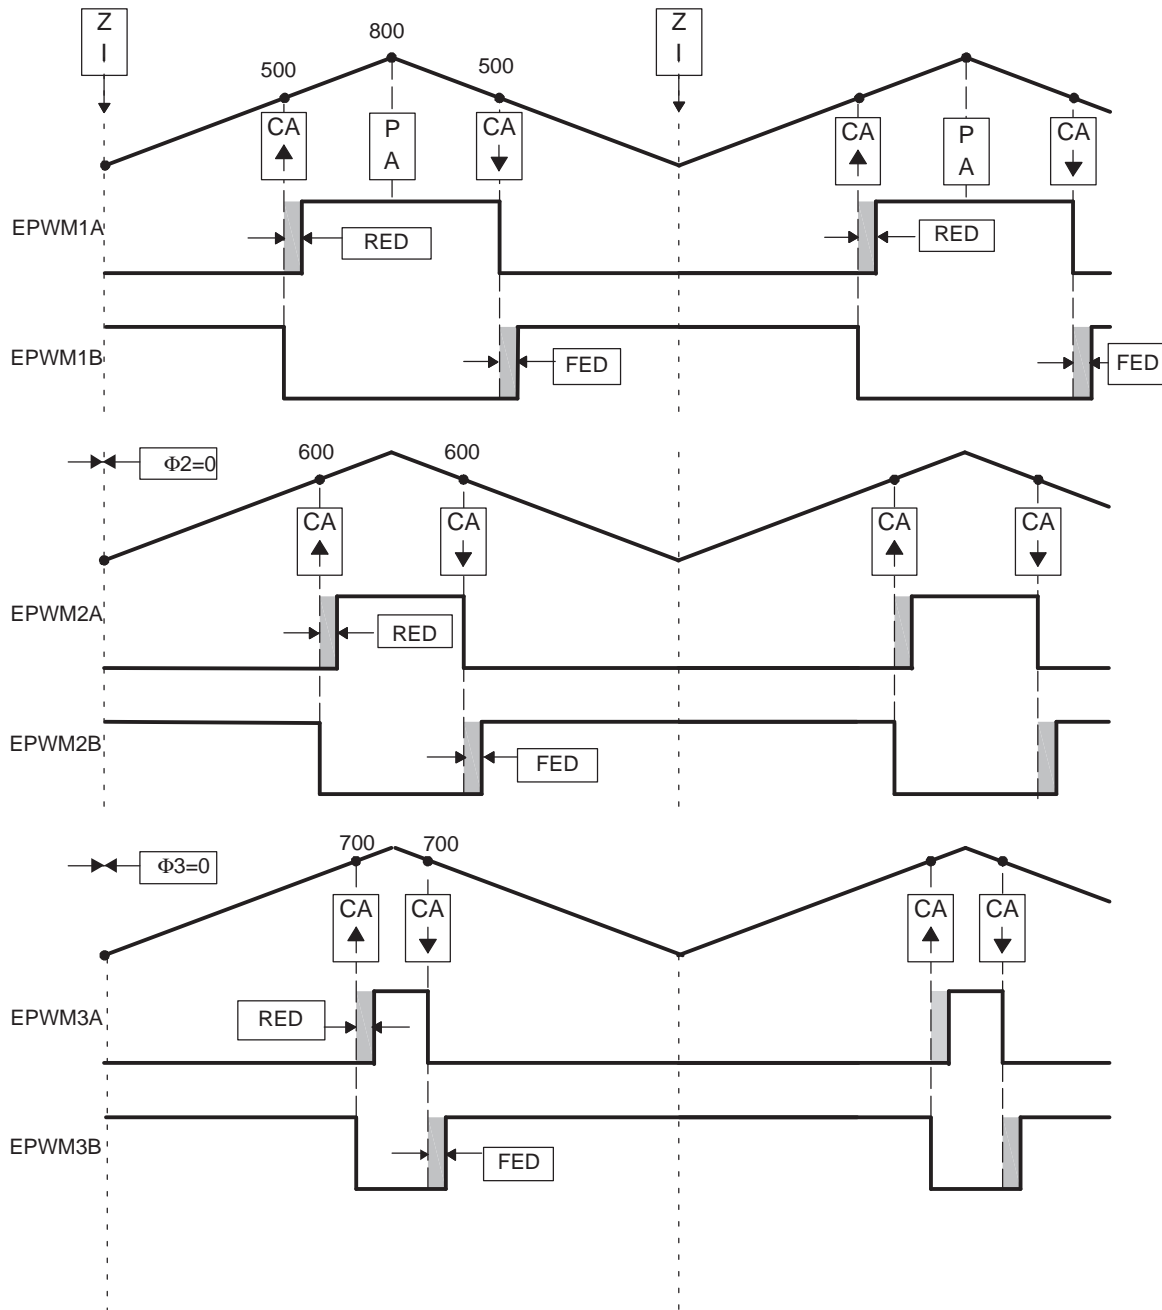 Z
I
Z
I
800
500
500
CA
P
A
CA
CA
P
A
CA
EPWM1A
RED
RED
EPWM1B
FED
FED
Φ2=0
600
600
CA
CA
CA
CA
EPWM2A
RED
EPWM2B
FED
Φ3=0
700
700
CA
CA
CA
CA
EPWM3A
RED
EPWM3B
FED